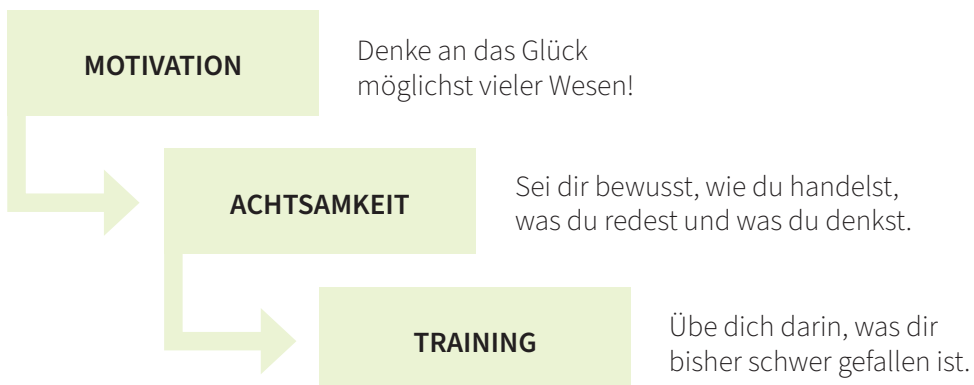 MOTIVATION
Denke an das Glück
möglichst vieler Wesen!
ACHTSAMKEIT
Sei dir bewusst, wie du handelst,
was du redest und was du denkst.
TRAINING
Übe dich darin, was dir
bisher schwer gefallen ist.